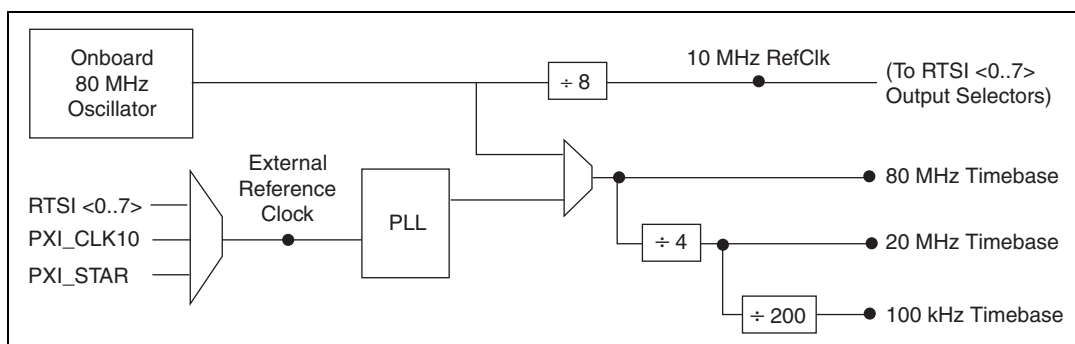 Onboard
80 MHz
Oscillator
÷ 8
10 MHz RefClk
(To RTSI <0..7>
Output Selectors)
External
Reference
Clock
RTSI <0..7>
PXI_CLK10
PXI_STAR
PLL
80 MHz Timebase
÷ 4
20 MHz Timebase
÷ 200
100 kHz Timebase